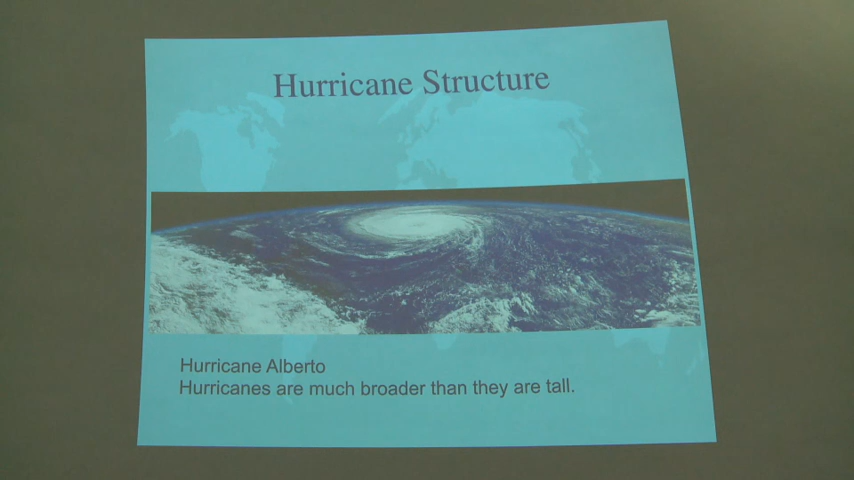 Hurricane Structure
Hurricane Alberto
Hurricanes are much broader than they are tall.